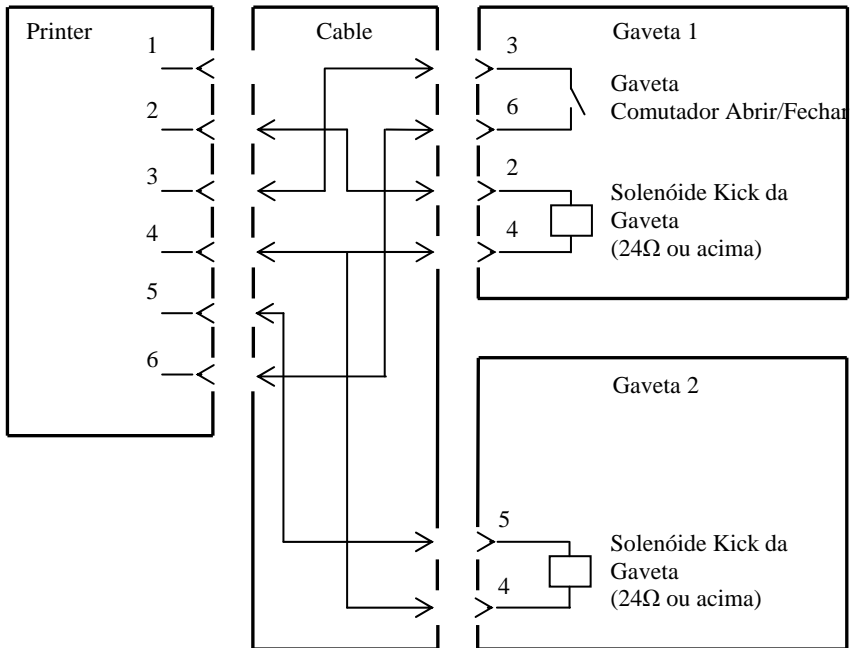 Printer
1
2
3
4
5
6
Cable
Gaveta 1
3
6
Gaveta
Comutador Abrir/Fechar
2
4
Solenóide Kick da
Gaveta
(24Ω ou acima)
Gaveta 2
5
4
Solenóide Kick da
Gaveta
(24Ω ou acima)